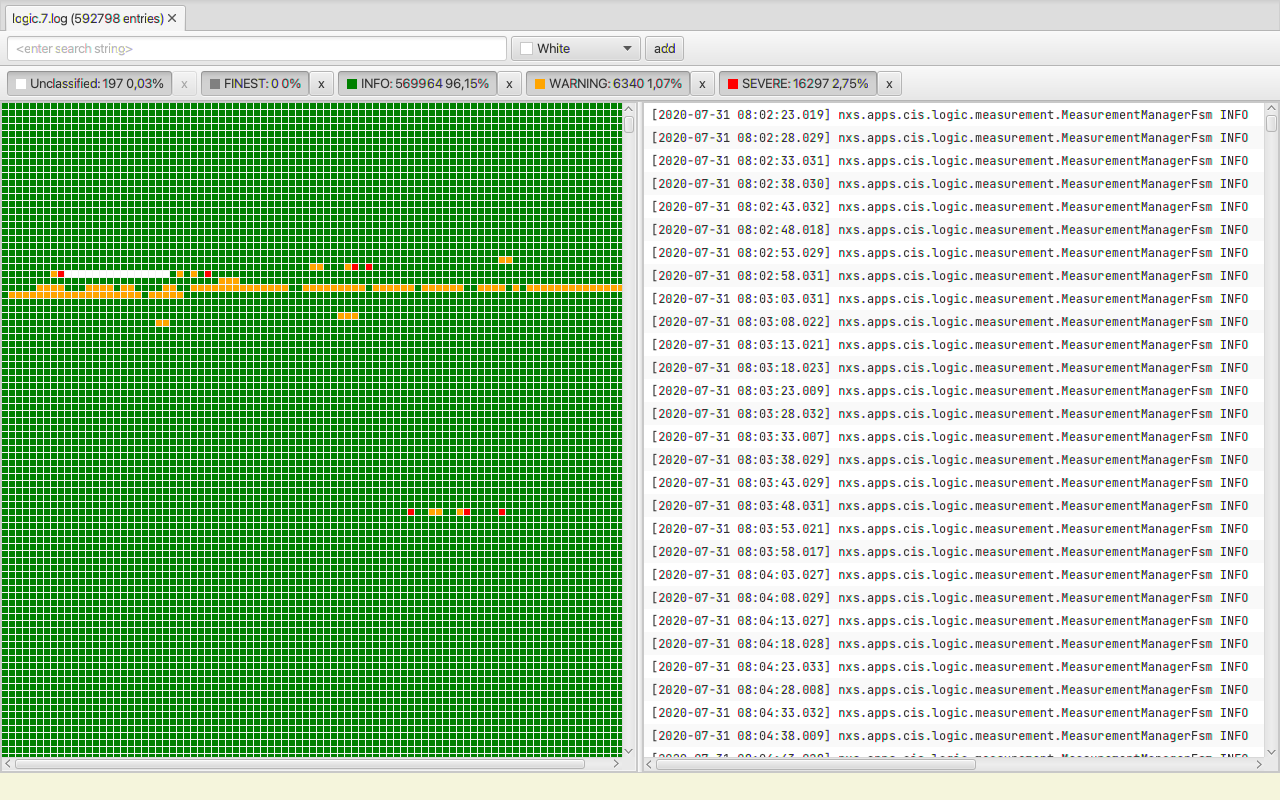 logic.7.log (592798 entries) ✕
<enter search string> White add
Unclassified: 197 0,03% x FINEST: 0 0% x INFO: 569964 96,15% x WARNING: 6340 1,07% x SEVERE: 16297 2,75% x
[2020-07-31 08:02:23.019] nxs.apps.cis.logic.measurement.MeasurementManagerFsm INFO
[2020-07-31 08:02:28.029] nxs.apps.cis.logic.measurement.MeasurementManagerFsm INFO
[2020-07-31 08:02:33.031] nxs.apps.cis.logic.measurement.MeasurementManagerFsm INFO
[2020-07-31 08:02:38.030] nxs.apps.cis.logic.measurement.MeasurementManagerFsm INFO
[2020-07-31 08:02:43.032] nxs.apps.cis.logic.measurement.MeasurementManagerFsm INFO
[2020-07-31 08:02:48.018] nxs.apps.cis.logic.measurement.MeasurementManagerFsm INFO
[2020-07-31 08:02:53.029] nxs.apps.cis.logic.measurement.MeasurementManagerFsm INFO
[2020-07-31 08:02:58.031] nxs.apps.cis.logic.measurement.MeasurementManagerFsm INFO
[2020-07-31 08:03:03.031] nxs.apps.cis.logic.measurement.MeasurementManagerFsm INFO
[2020-07-31 08:03:08.022] nxs.apps.cis.logic.measurement.MeasurementManagerFsm INFO
[2020-07-31 08:03:13.021] nxs.apps.cis.logic.measurement.MeasurementManagerFsm INFO
[2020-07-31 08:03:18.023] nxs.apps.cis.logic.measurement.MeasurementManagerFsm INFO
[2020-07-31 08:03:23.009] nxs.apps.cis.logic.measurement.MeasurementManagerFsm INFO
[2020-07-31 08:03:28.032] nxs.apps.cis.logic.measurement.MeasurementManagerFsm INFO
[2020-07-31 08:03:33.007] nxs.apps.cis.logic.measurement.MeasurementManagerFsm INFO
[2020-07-31 08:03:38.029] nxs.apps.cis.logic.measurement.MeasurementManagerFsm INFO
[2020-07-31 08:03:43.029] nxs.apps.cis.logic.measurement.MeasurementManagerFsm INFO
[2020-07-31 08:03:48.031] nxs.apps.cis.logic.measurement.MeasurementManagerFsm INFO
[2020-07-31 08:03:53.021] nxs.apps.cis.logic.measurement.MeasurementManagerFsm INFO
[2020-07-31 08:03:58.017] nxs.apps.cis.logic.measurement.MeasurementManagerFsm INFO
[2020-07-31 08:04:03.027] nxs.apps.cis.logic.measurement.MeasurementManagerFsm INFO
[2020-07-31 08:04:08.029] nxs.apps.cis.logic.measurement.MeasurementManagerFsm INFO
[2020-07-31 08:04:13.027] nxs.apps.cis.logic.measurement.MeasurementManagerFsm INFO
[2020-07-31 08:04:18.028] nxs.apps.cis.logic.measurement.MeasurementManagerFsm INFO
[2020-07-31 08:04:23.033] nxs.apps.cis.logic.measurement.MeasurementManagerFsm INFO
[2020-07-31 08:04:28.008] nxs.apps.cis.logic.measurement.MeasurementManagerFsm INFO
[2020-07-31 08:04:33.032] nxs.apps.cis.logic.measurement.MeasurementManagerFsm INFO
[2020-07-31 08:04:38.009] nxs.apps.cis.logic.measurement.MeasurementManagerFsm INFO